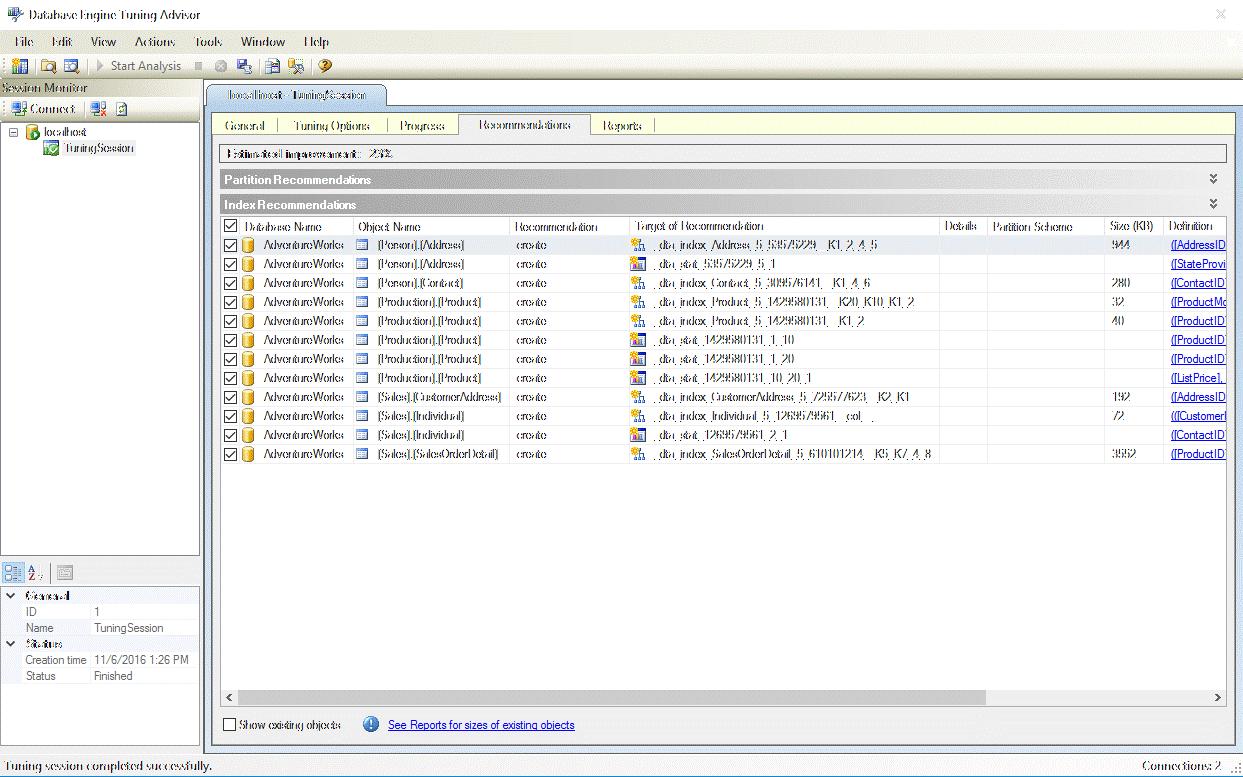 Database Engine Tuning Advisor
File Edit View Actions Tools Window Help
Start Analysis
Session Monitor
Connect
localhost
TuningSession
localhost - TuningSession
General Tuning Options Progress Recommendations Reports
Estimated improvement: 23%
Partition Recommendations
Index Recommendations
Database Name Object Name Recommendation Target of Recommendation Details Partition Scheme Size (KB) Definition
AdventureWorks [Person].[Address] create _dta_index_Address_5_53575229__K1_2_4_5 944 ([AddressID
AdventureWorks [Person].[Address] create _dta_stat_53575229_5_1 ([StateProvi
AdventureWorks [Person].[Contact] create _dta_index_Contact_5_309576141__K1_4_6 280 ([ContactID]
AdventureWorks [Production].[Product] create _dta_index_Product_5_1429580131__K20_K10_K1_2 32 ([ProductMo
AdventureWorks [Production].[Product] create _dta_index_Product_5_1429580131__K1_2 40 ([ProductID]
AdventureWorks [Production].[Product] create _dta_stat_1429580131_1_10 ([ProductID]
AdventureWorks [Production].[Product] create _dta_stat_1429580131_1_20 ([ProductID]
AdventureWorks [Production].[Product] create _dta_stat_1429580131_10_20_1 ([ListPrice],
AdventureWorks [Sales].[CustomerAddress] create _dta_index_CustomerAddress_5_725577623__K2_K1 192 ([AddressID
AdventureWorks [Sales].[Individual] create _dta_index_Individual_5_1269579561__col__ 72 (([Customer
AdventureWorks [Sales].[Individual] create _dta_stat_1269579561_2_1 ([ContactID]
AdventureWorks [Sales].[SalesOrderDetail] create _dta_index_SalesOrderDetail_5_610101214__K5_K7_4_8 3552 ([ProductID]
General
ID 1
Name TuningSession
Status
Creation time 11/6/2016 1:26 PM
Status Finished
Show existing objects See Reports for sizes of existing objects
Tuning session completed successfully. Connections: 2